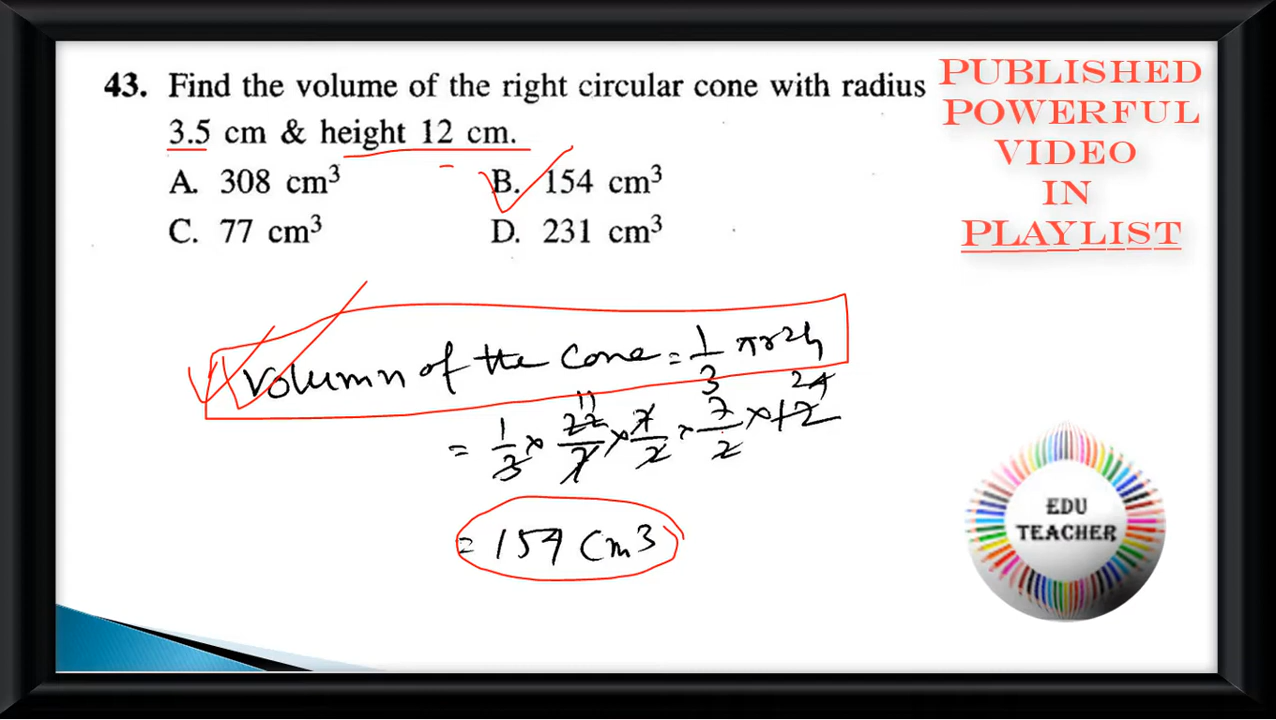 43. Find the volume of the right circular cone with radius
3.5 cm & height 12 cm.
A. 308 cm³ B. 154 cm³
C. 77 cm³ D. 231 cm³
PUBLISHED
POWERFUL
VIDEO
IN
PLAYLIST
Volumn of the Cone = 1/3 πr2h
= 1/3 × 22/7 × 7/2 × 7/2 × 12
11 2
= 154 Cm3
EDU
TEACHER